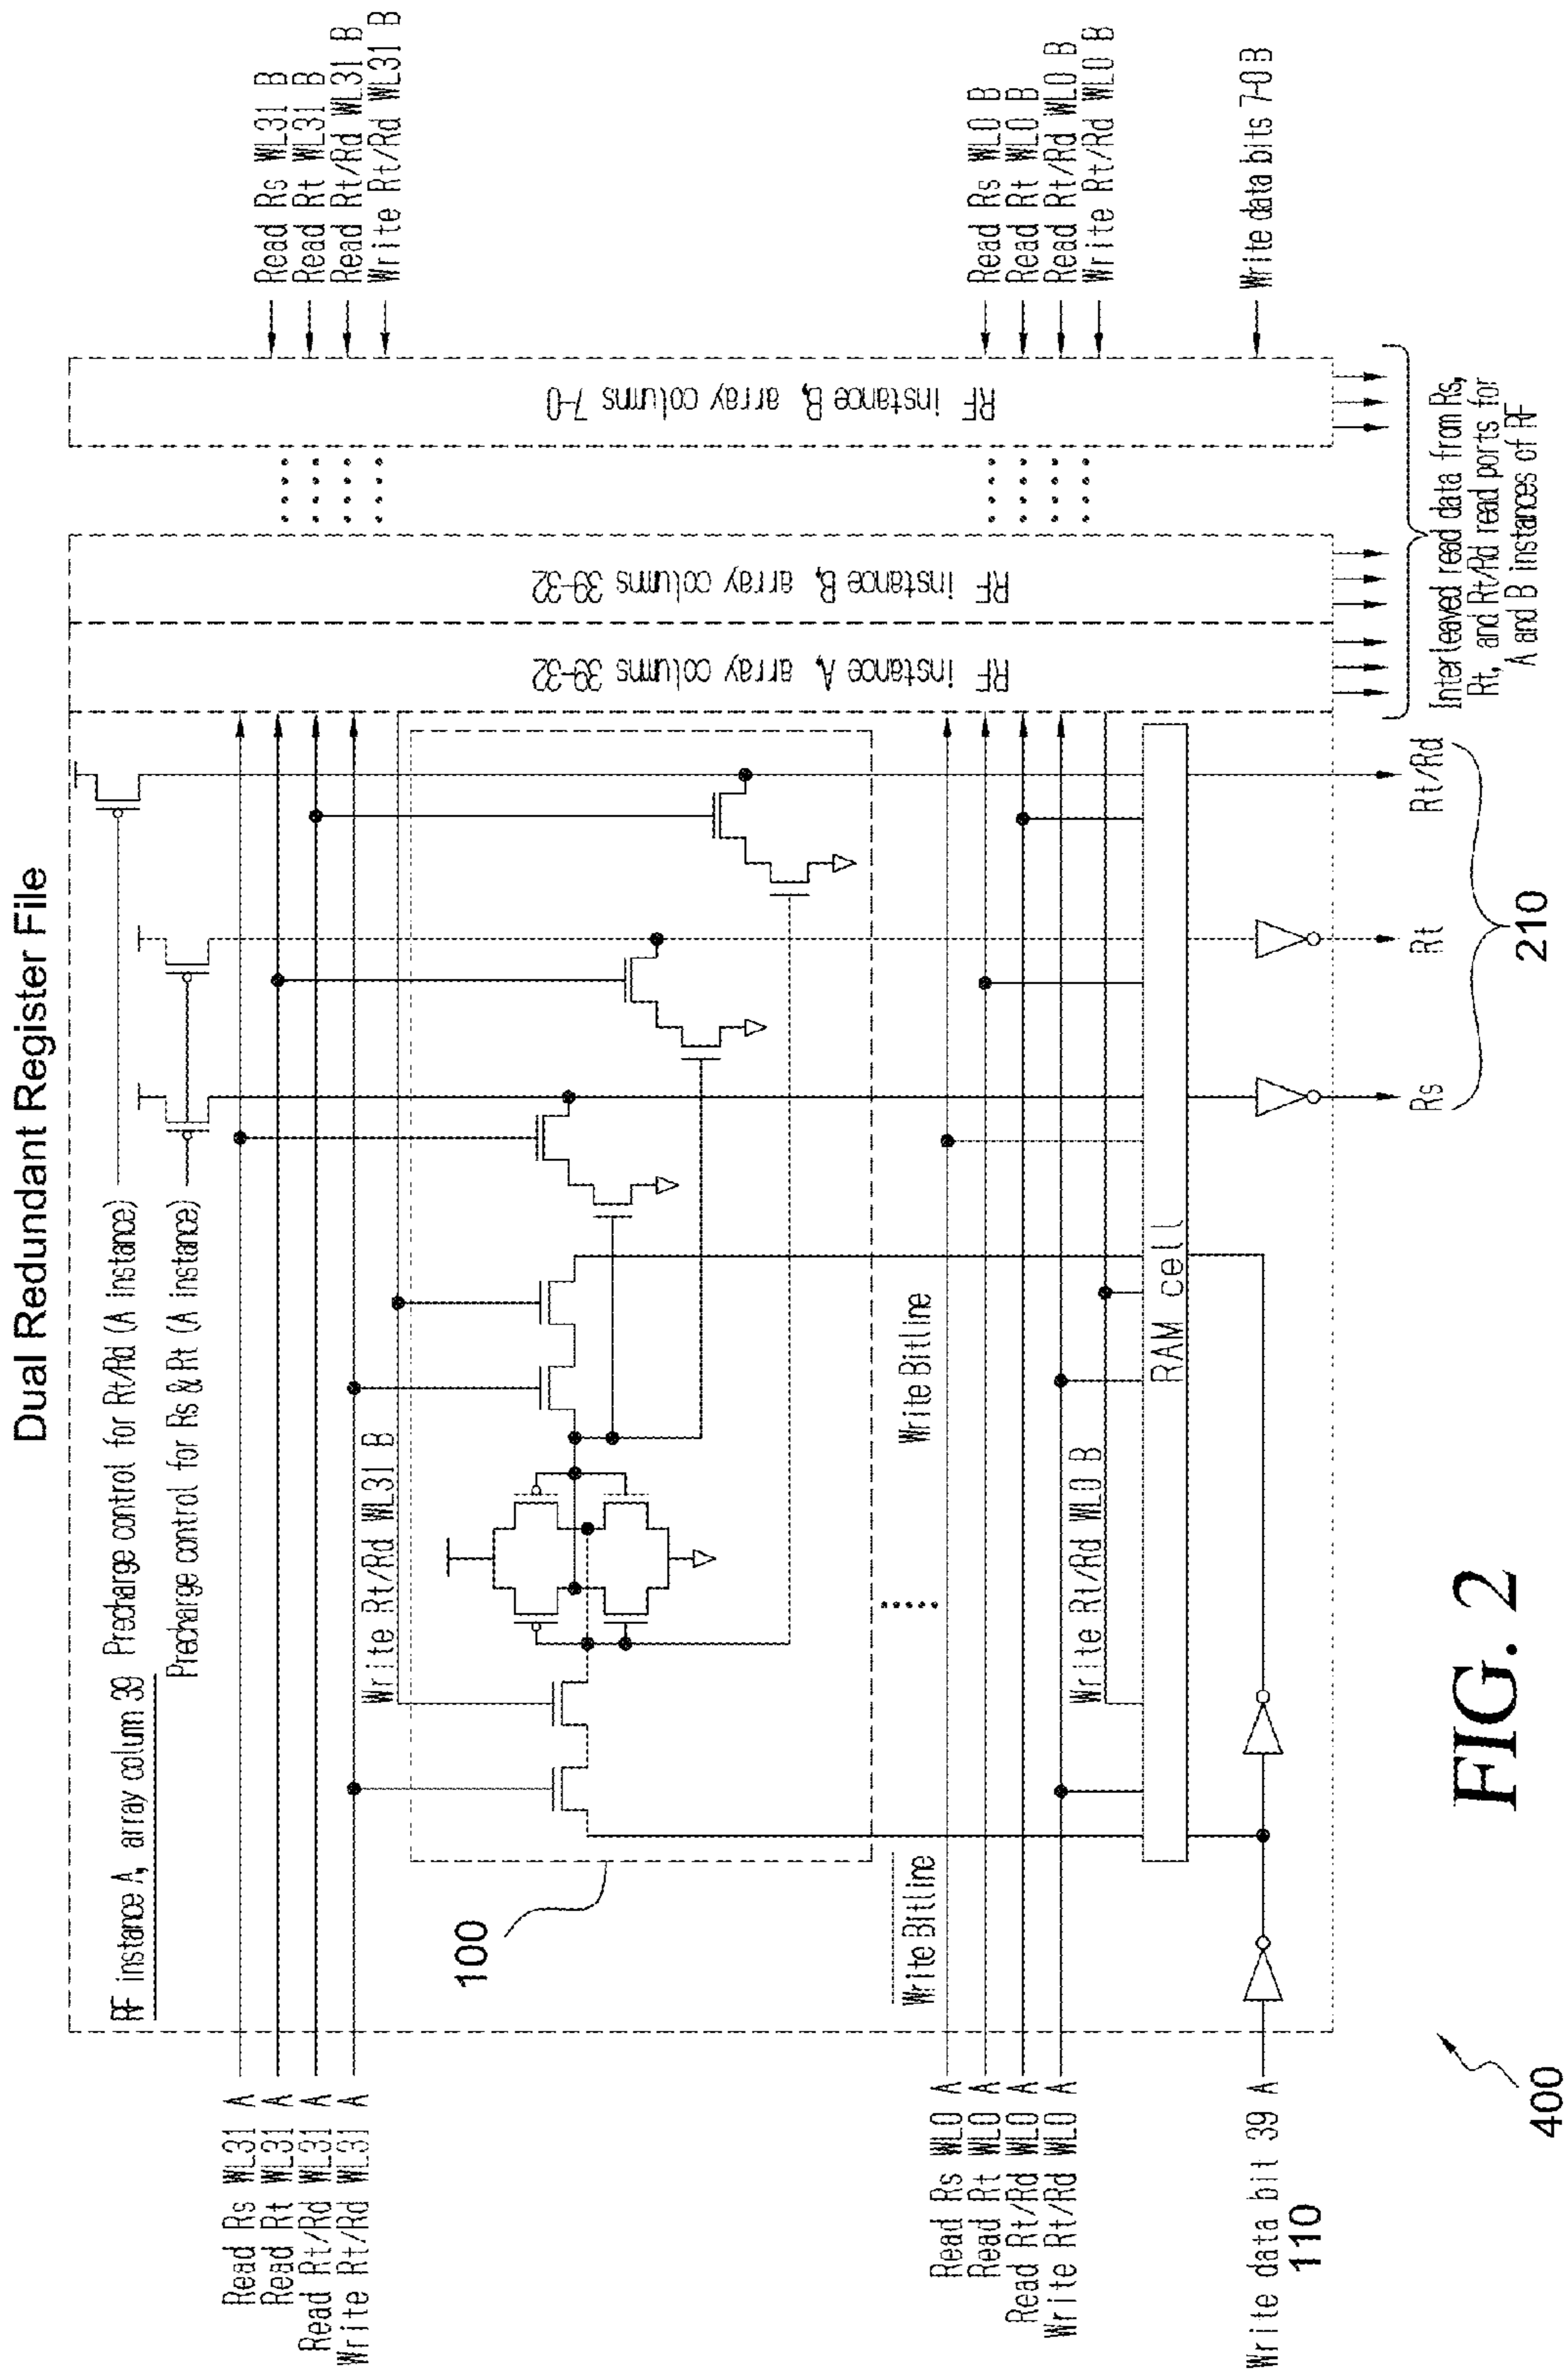 Dual Redundant Register File
RF instance A, array column 39
Precharge control for Rt/Rd (A instance)
Precharge control for Rs & Rt (A instance)
Read Rs WL31 A
Read Rt WL31 A
Read Rt/Rd WL31 A
Write Rt/Rd WL31 A
Write Rt/Rd WL31 B
100
Write Bitline
Write Bitline
Read Rs WL0 A
Read Rt WL0 A
Read Rt/Rd WL0 A
Write Rt/Rd WL0 A
Write Rt/Rd WL0 B
RAM cell
Write data bit 39 A
110
RF instance A, array columns 39-32
RF instance B, array columns 39-32
RF instance B, array columns 7-0
Read Rs WL31 B
Read Rt WL31 B
Read Rt/Rd WL31 B
Write Rt/Rd WL31 B
Read Rs WL0 B
Read Rt WL0 B
Read Rt/Rd WL0 B
Write Rt/Rd WL0 B
Write data bits 7-0 B
Rs
Rt
Rt/Rd
210
Interleaved read data from Rs,
Rt, and Rt/Rd read ports for
A and B instances of RF
400
FIG. 2